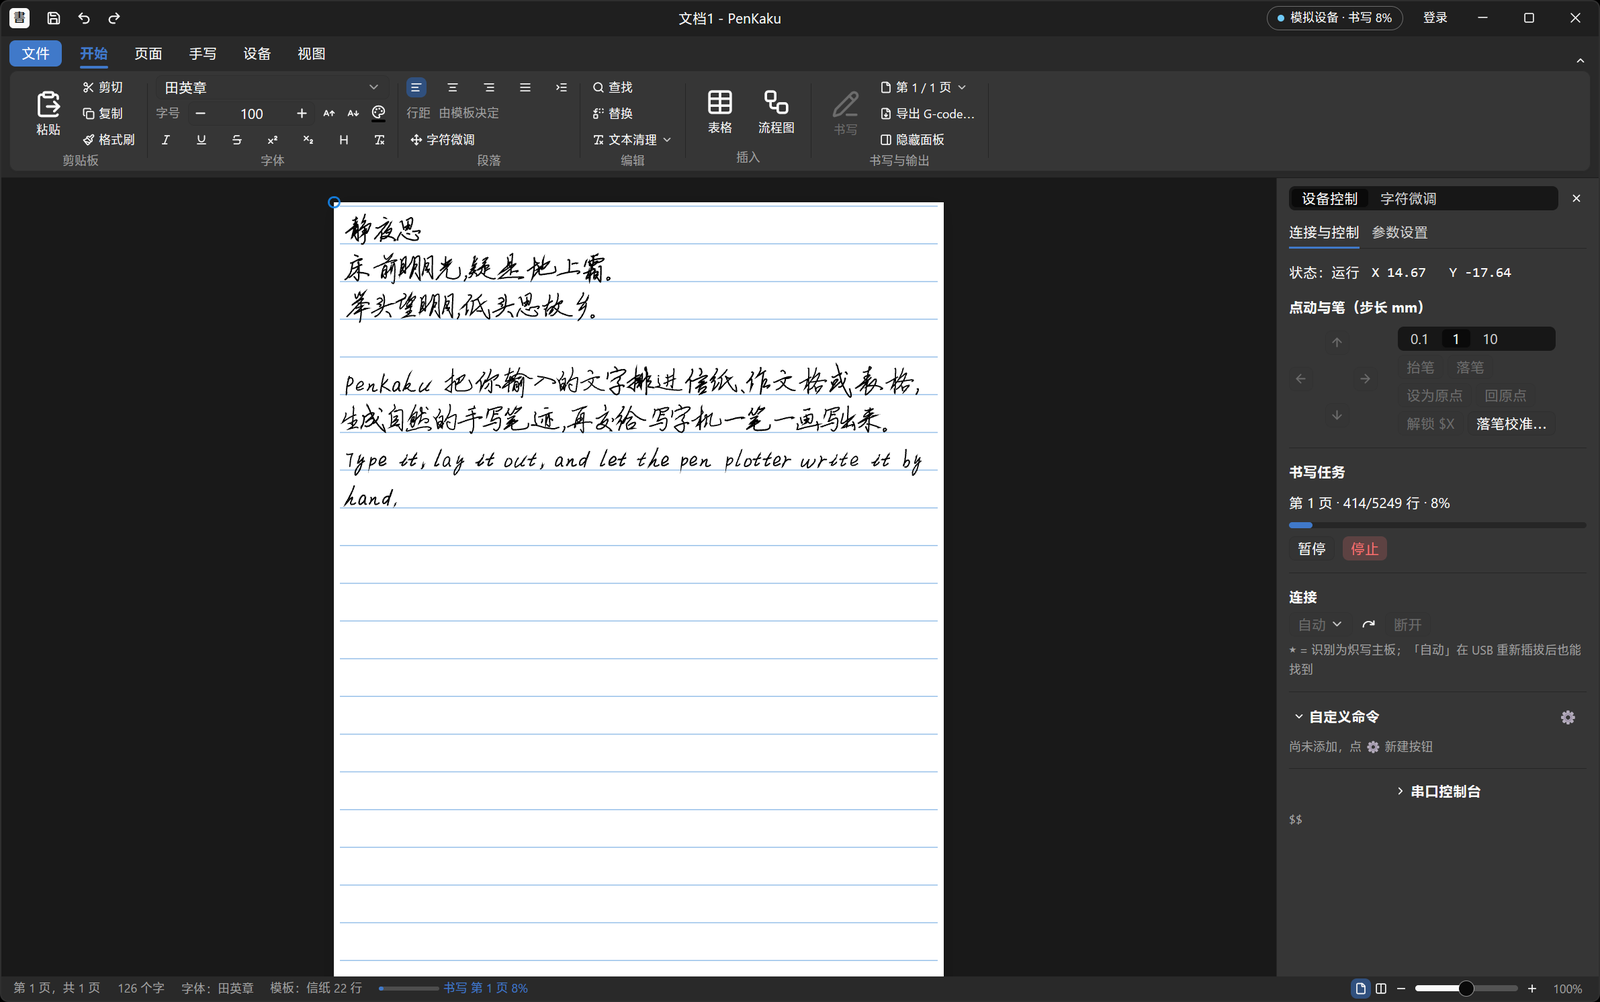 書 文档1 - PenKaku 模拟设备 · 书写 8% 登录
文件 开始 页面 手写 设备 视图
粘贴 剪切 复制 格式刷 剪贴板
田英章
字号 − 100 + A A
I U S x² x₂ H T 字体
行距 由模板决定
字符微调 段落
查找 替换 文本清理 编辑
表格 流程图 插入
书写 第 1 / 1 页 导出 G-code... 隐藏面板 书写与输出
静夜思
床前明月光,疑是地上霜。
举头望明月,低头思故乡。
PenKaku 把你输入的文字排进信纸、作文格或表格,
生成自然的手写笔迹,再交给写字机一笔一画写出来。
Type it, lay it out, and let the pen plotter write it by
hand.
设备控制 字符微调
连接与控制 参数设置
状态：运行 X 14.67 Y -17.64
点动与笔（步长 mm）
0.1 1 10
抬笔 落笔
设为原点 回原点
解锁 $X 落笔校准...
书写任务
第 1 页 · 414/5249 行 · 8%
暂停 停止
连接
自动 断开
* = 识别为炽写主板；「自动」在 USB 重新插拔后也能
找到
自定义命令
尚未添加，点 新建按钮
串口控制台
$$
第 1 页，共 1 页 126 个字 字体：田英章 模板：信纸 22 行 书写 第 1 页 8% − + 100%